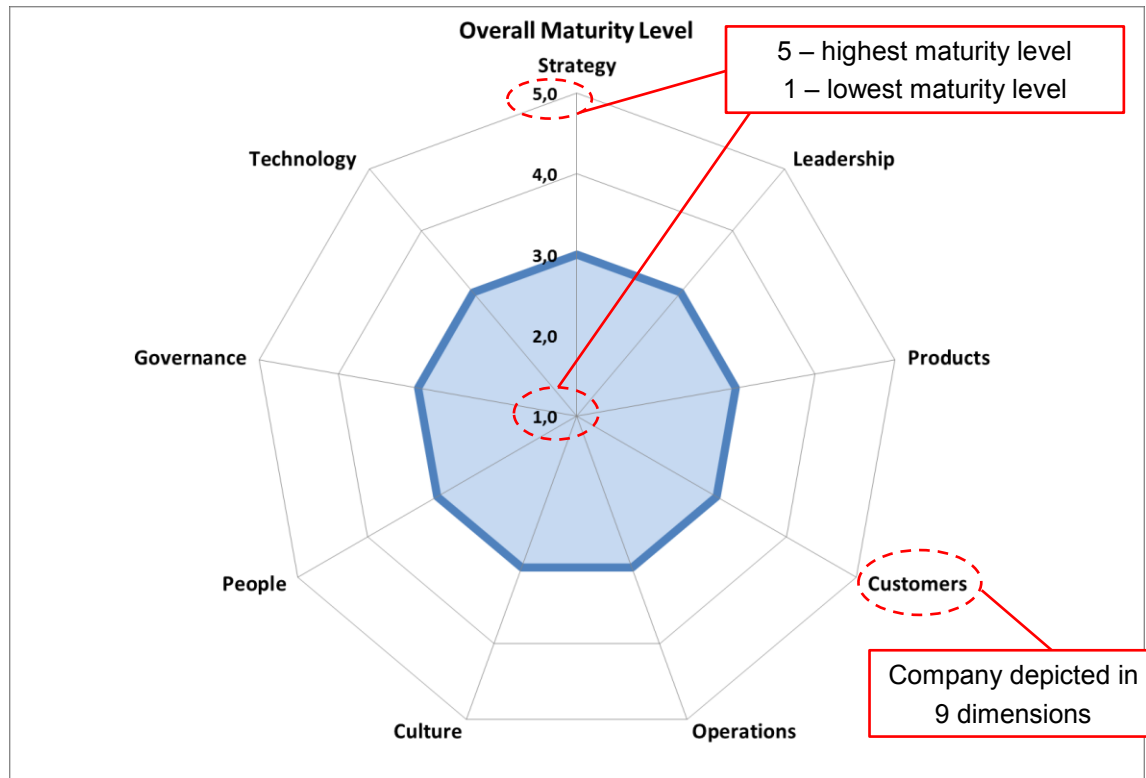 Overall Maturity Level
5 – highest maturity level
1 – lowest maturity level
Strategy
5,0
Technology
Leadership
4,0
3,0
2,0
Governance
Products
1,0
People
Customers
Company depicted in
9 dimensions
Culture
Operations